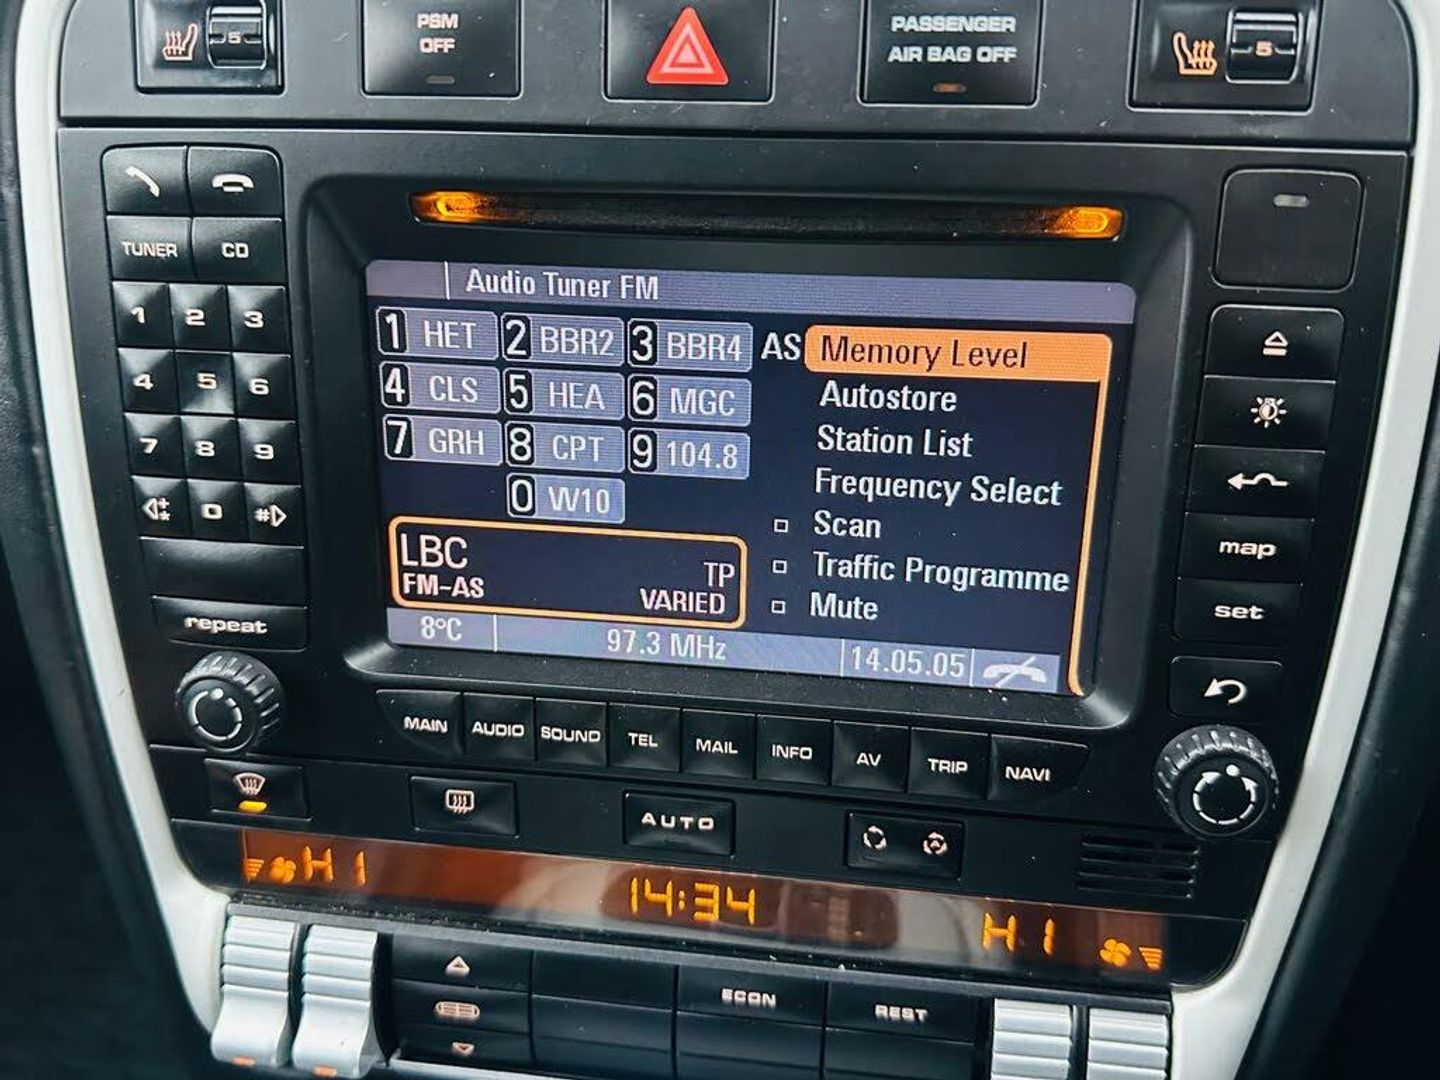 5
PSM
OFF
PASSENGER
AIR BAG OFF
5
TUNER CD
1 2 3
4 5 6
7 8 9
* 0 #
repeat
Audio Tuner FM
1 HET 2 BBR2 3 BBR4
4 CLS 5 HEA 6 MGC
7 GRH 8 CPT 9 104.8
0 W10
AS Memory Level
Autostore
Station List
Frequency Select
Scan
Traffic Programme
Mute
LBC TP
FM-AS VARIED
8°C 97.3 MHz 14.05.05
map
set
MAIN AUDIO SOUND TEL MAIL INFO AV TRIP NAVI
AUTO
A
HI 14:34 HI
ECON REST